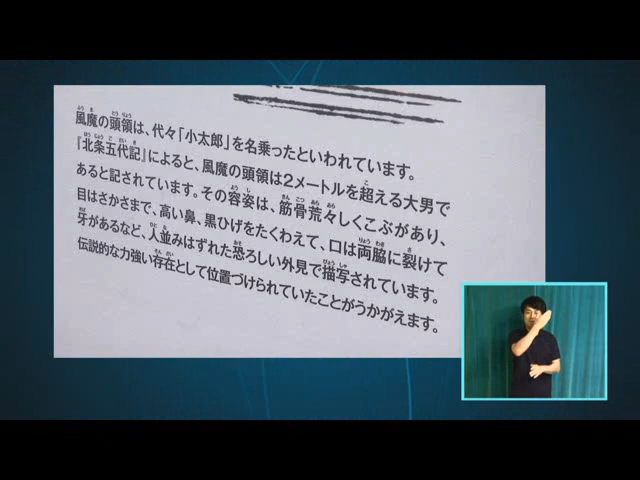 風魔の頭領は、代々「小太郎」を名乗ったといわれています。
『北条五代記』によると、風魔の頭領は2メートルを超える大男で
あると記されています。その容姿は、筋骨荒々しくこぶがあり、
目はさかさまで、高い鼻、黒ひげをたくわえて、口は両脇に裂けて
牙があるなど、人並みはずれた恐ろしい外見で描写されています。
伝説的な力強い存在として位置づけられていたことがうかがえます。